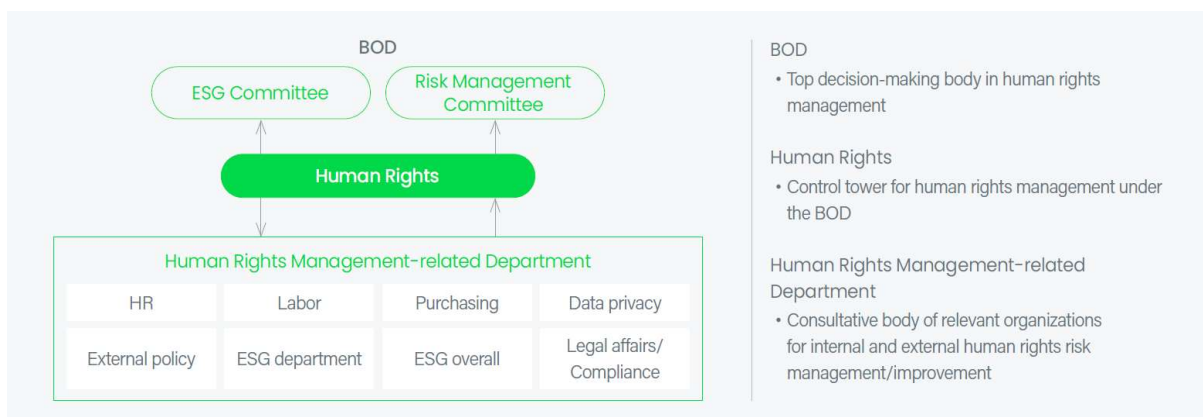 BOD
ESG Committee
Risk Management
Committee
Human Rights
Human Rights Management-related Department
HR
Labor
Purchasing
Data privacy
External policy
ESG department
ESG overall
Legal affairs/
Compliance
BOD
• Top decision-making body in human rights
management
Human Rights
• Control tower for human rights management under
the BOD
Human Rights Management-related
Department
• Consultative body of relevant organizations
for internal and external human rights risk
management/improvement